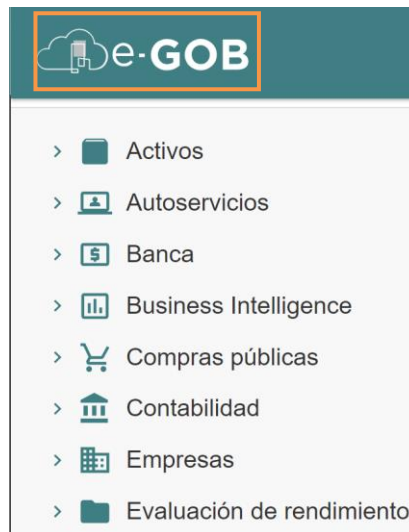 e-GOB
Activos
Autoservicios
Banca
Business Intelligence
Compras públicas
Contabilidad
Empresas
Evaluación de rendimiento